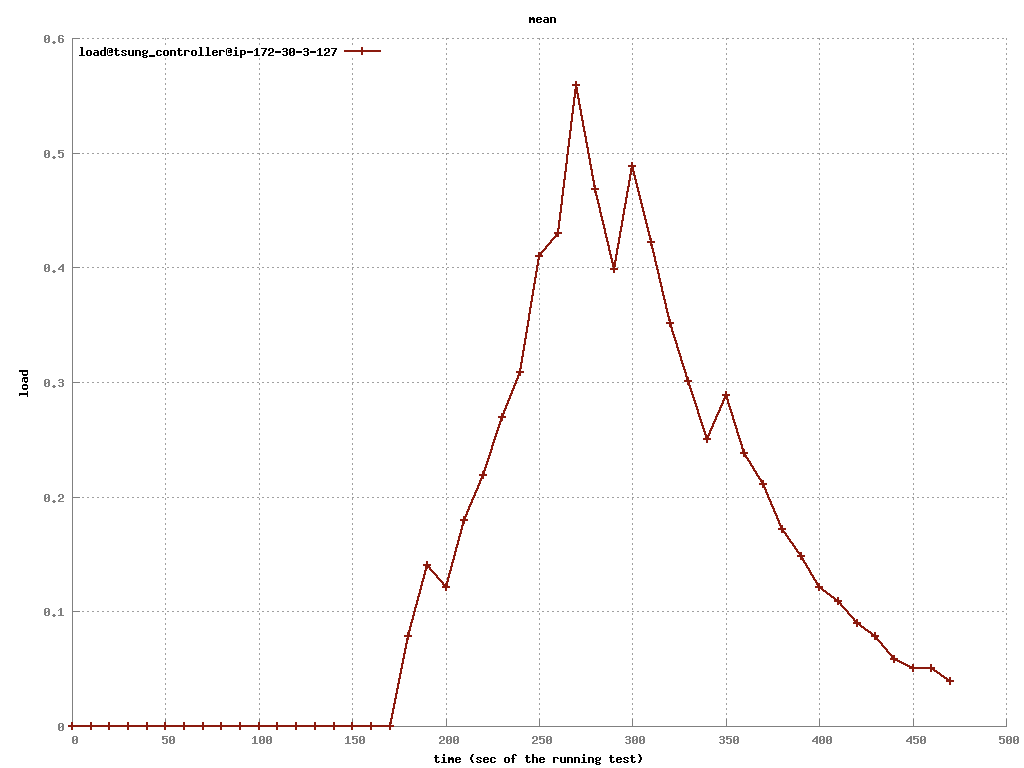 mean
load@tsung_controller@ip-172-30-3-127
0.6
0.5
0.4
0.3
0.2
0.1
0
load
0 50 100 150 200 250 300 350 400 450 500
time (sec of the running test)